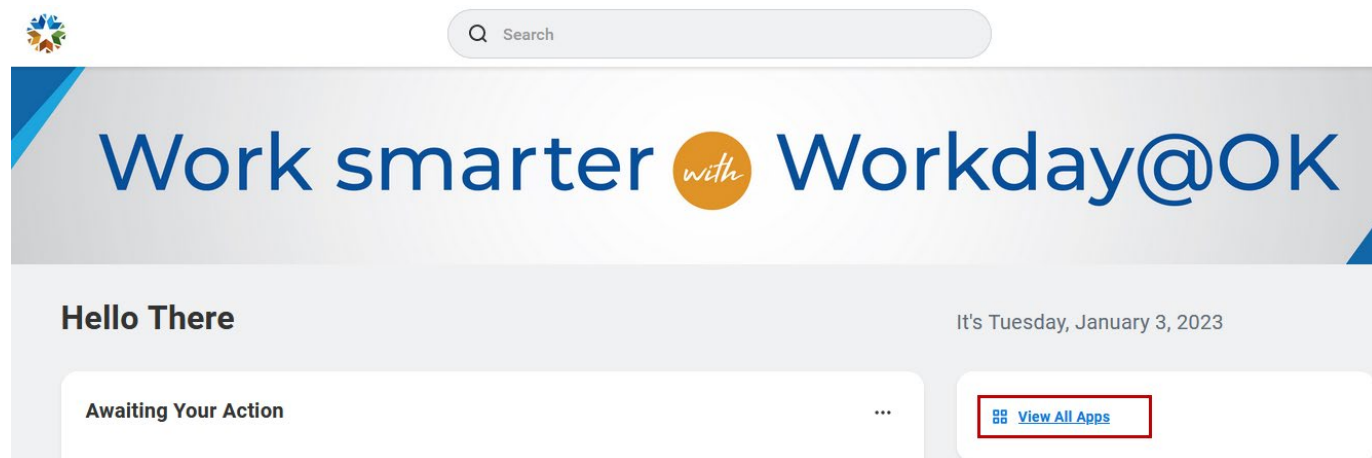 Search
Work smarter with Workday@OK
Hello There
It's Tuesday, January 3, 2023
Awaiting Your Action
View All Apps